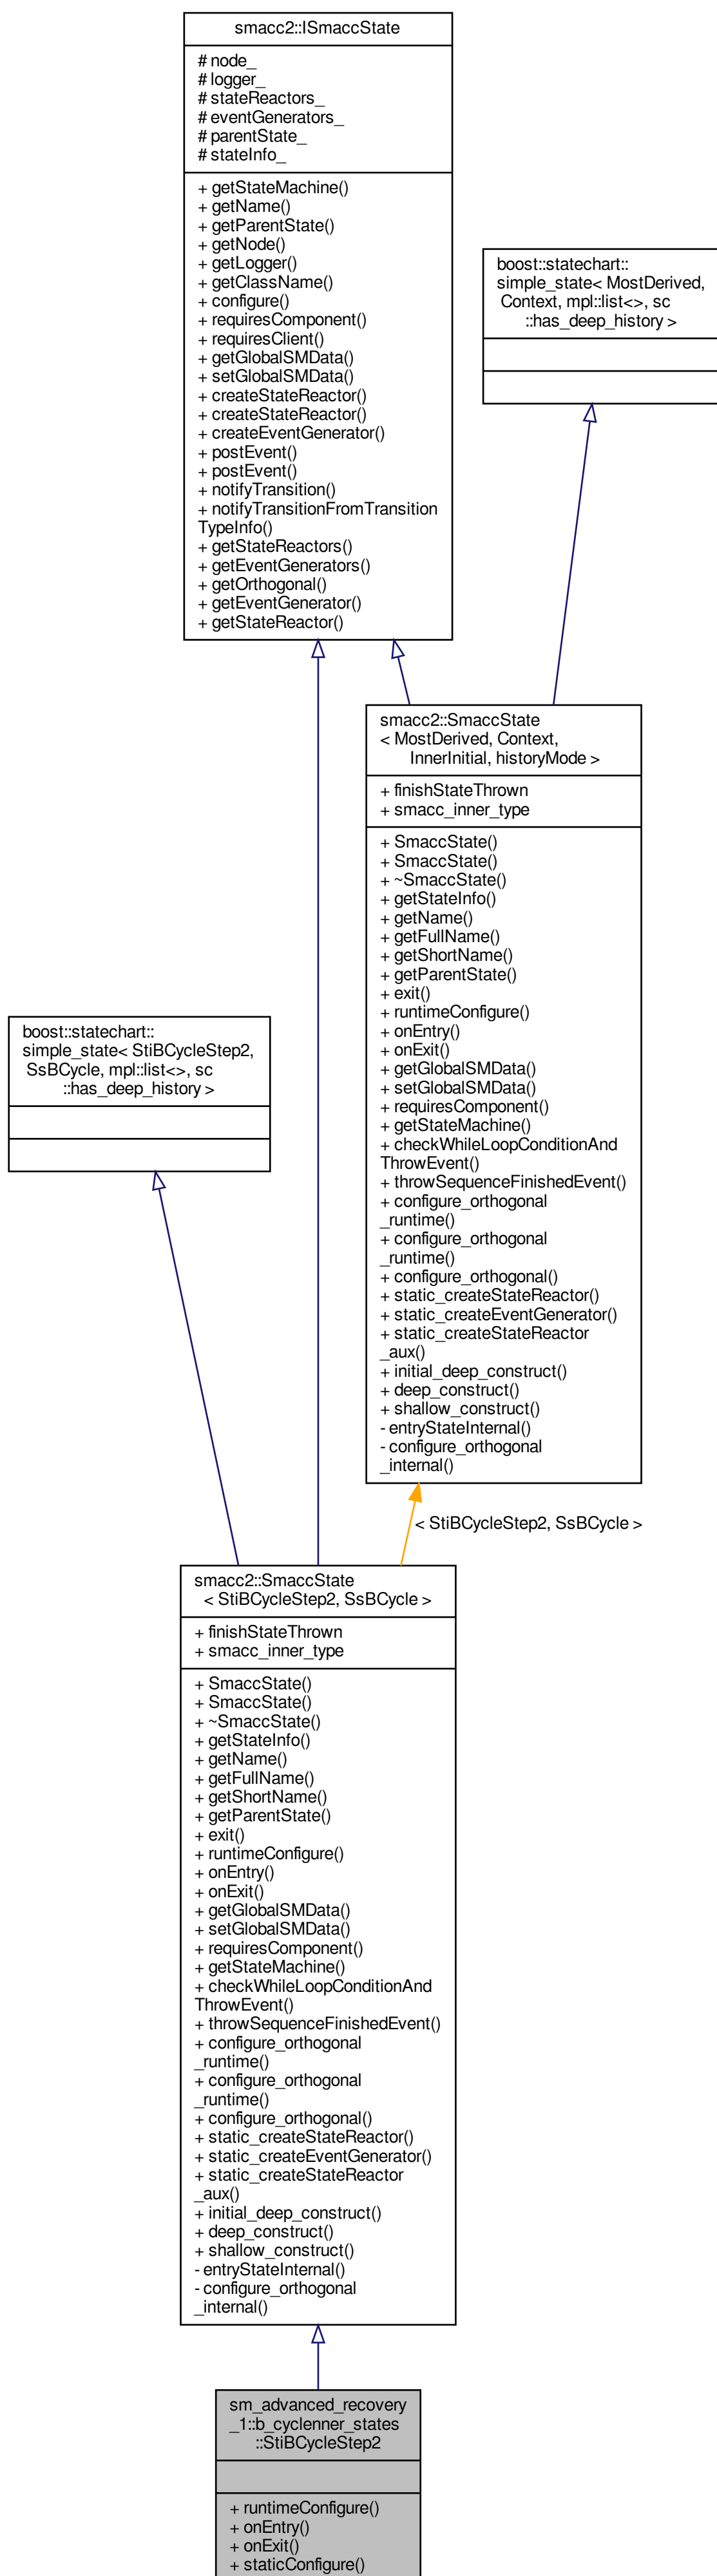 smacc2::ISmaccState
# node_
# logger_
# stateReactors_
# eventGenerators_
# parentState_
# stateInfo_
+ getStateMachine()
+ getName()
+ getParentState()
+ getNode()
+ getLogger()
+ getClassName()
+ configure()
+ requiresComponent()
+ requiresClient()
+ getGlobalSMData()
+ setGlobalSMData()
+ createStateReactor()
+ createStateReactor()
+ createEventGenerator()
+ postEvent()
+ postEvent()
+ notifyTransition()
+ notifyTransitionFromTransition
TypeInfo()
+ getStateReactors()
+ getEventGenerators()
+ getOrthogonal()
+ getEventGenerator()
+ getStateReactor()
boost::statechart::
simple_state< MostDerived,
Context, mpl::list<>, sc
::has_deep_history >
smacc2::SmaccState
< MostDerived, Context,
InnerInitial, historyMode >
+ finishStateThrown
+ smacc_inner_type
+ SmaccState()
+ SmaccState()
+ ~SmaccState()
+ getStateInfo()
+ getName()
+ getFullName()
+ getShortName()
+ getParentState()
+ exit()
+ runtimeConfigure()
+ onEntry()
+ onExit()
+ getGlobalSMData()
+ setGlobalSMData()
+ requiresComponent()
+ getStateMachine()
+ checkWhileLoopConditionAnd
ThrowEvent()
+ throwSequenceFinishedEvent()
+ configure_orthogonal
_runtime()
+ configure_orthogonal
_runtime()
+ configure_orthogonal()
+ static_createStateReactor()
+ static_createEventGenerator()
+ static_createStateReactor
_aux()
+ initial_deep_construct()
+ deep_construct()
+ shallow_construct()
- entryStateInternal()
- configure_orthogonal
_internal()
boost::statechart::
simple_state< StiBCycleStep2,
SsBCycle, mpl::list<>, sc
::has_deep_history >
< StiBCycleStep2, SsBCycle >
smacc2::SmaccState
< StiBCycleStep2, SsBCycle >
+ finishStateThrown
+ smacc_inner_type
+ SmaccState()
+ SmaccState()
+ ~SmaccState()
+ getStateInfo()
+ getName()
+ getFullName()
+ getShortName()
+ getParentState()
+ exit()
+ runtimeConfigure()
+ onEntry()
+ onExit()
+ getGlobalSMData()
+ setGlobalSMData()
+ requiresComponent()
+ getStateMachine()
+ checkWhileLoopConditionAnd
ThrowEvent()
+ throwSequenceFinishedEvent()
+ configure_orthogonal
_runtime()
+ configure_orthogonal
_runtime()
+ configure_orthogonal()
+ static_createStateReactor()
+ static_createEventGenerator()
+ static_createStateReactor
_aux()
+ initial_deep_construct()
+ deep_construct()
+ shallow_construct()
- entryStateInternal()
- configure_orthogonal
_internal()
sm_advanced_recovery
_1::b_cyclenner_states
::StiBCycleStep2
+ runtimeConfigure()
+ onEntry()
+ onExit()
+ staticConfigure()